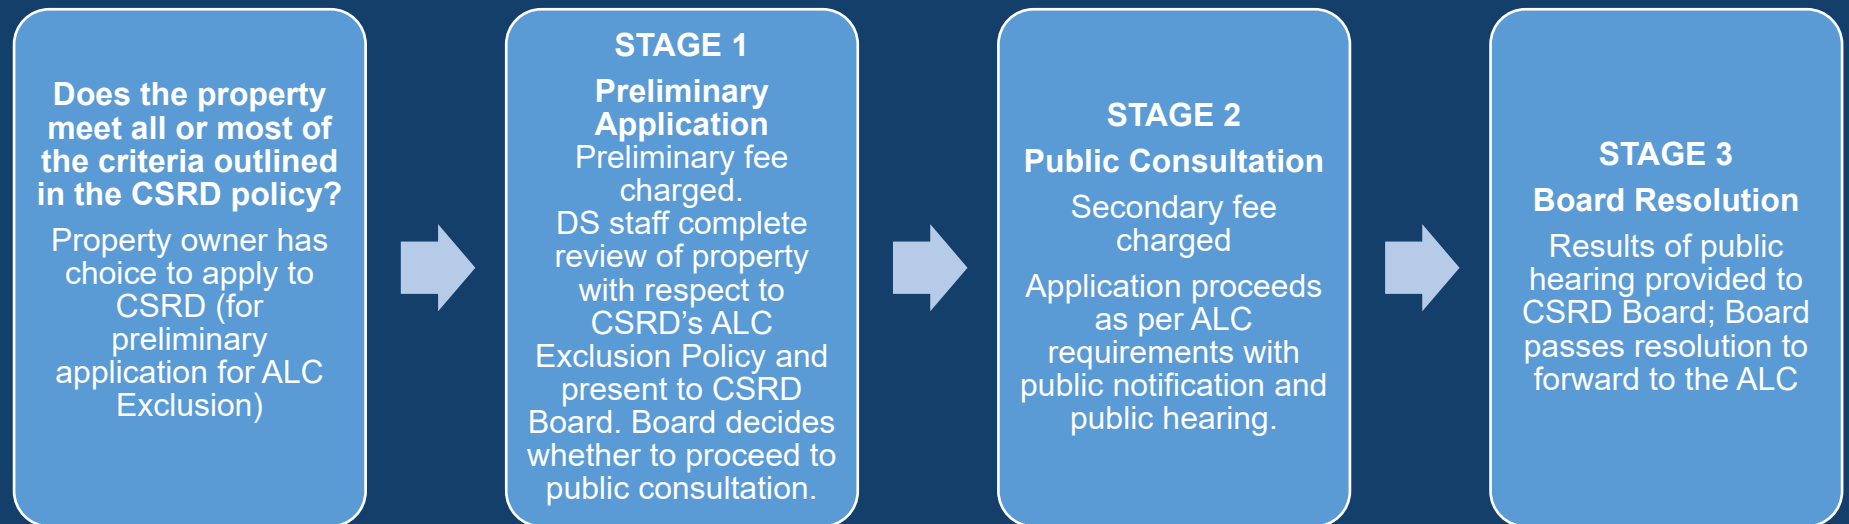 Does the property
meet all or most of
the criteria outlined
in the CSRD policy?
Property owner has
choice to apply to
CSRD (for
preliminary
application for ALC
Exclusion)
STAGE 1
Preliminary
Application
Preliminary fee
charged.
DS staff complete
review of property
with respect to
CSRD’s ALC
Exclusion Policy and
present to CSRD
Board. Board decides
whether to proceed to
public consultation.
STAGE 2
Public Consultation
Secondary fee
charged
Application proceeds
as per ALC
requirements with
public notification and
public hearing.
STAGE 3
Board Resolution
Results of public
hearing provided to
CSRD Board; Board
passes resolution to
forward to the ALC